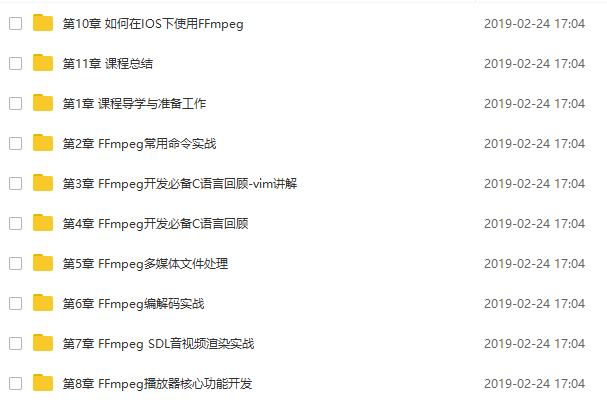 第10章 如何在IOS下使用FFmpeg 2019-02-24 17:04
第11章 课程总结 2019-02-24 17:04
第1章 课程导学与准备工作 2019-02-24 17:04
第2章 FFmpeg常用命令实战 2019-02-24 17:04
第3章 FFmpeg开发必备C语言回顾-vim讲解 2019-02-24 17:04
第4章 FFmpeg开发必备C语言回顾 2019-02-24 17:04
第5章 FFmpeg多媒体文件处理 2019-02-24 17:04
第6章 FFmpeg编解码实战 2019-02-24 17:04
第7章 FFmpeg SDL音视频渲染实战 2019-02-24 17:04
第8章 FFmpeg播放器核心功能开发 2019-02-24 17:04